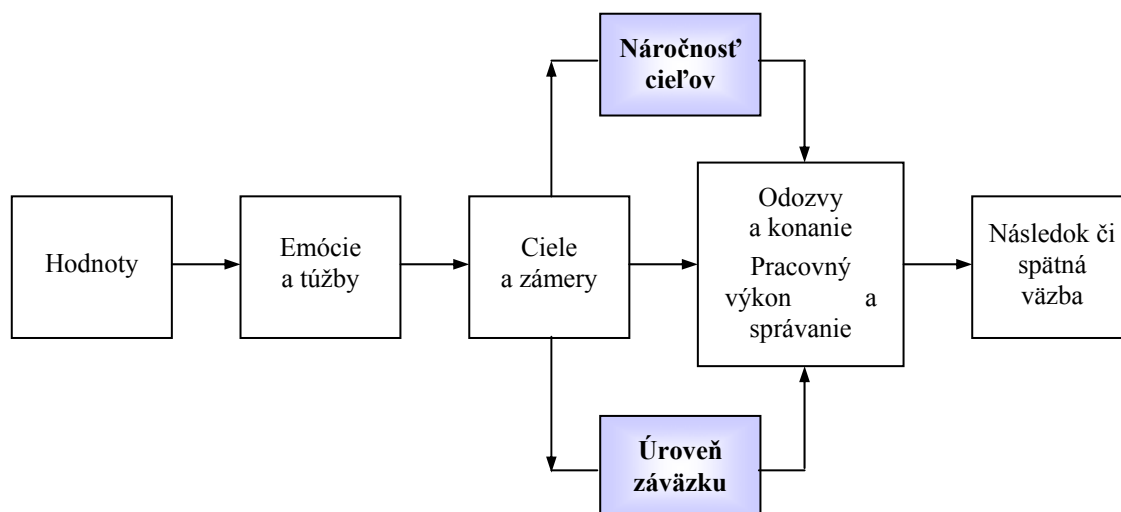 Náročnosť
cieľov
Hodnoty
Emócie
a túžby
Ciele
a zámery
Odozvy
a konanie
Pracovný
výkon a
správanie
Následok či
spätná
väzba
Úroveň
záväzku